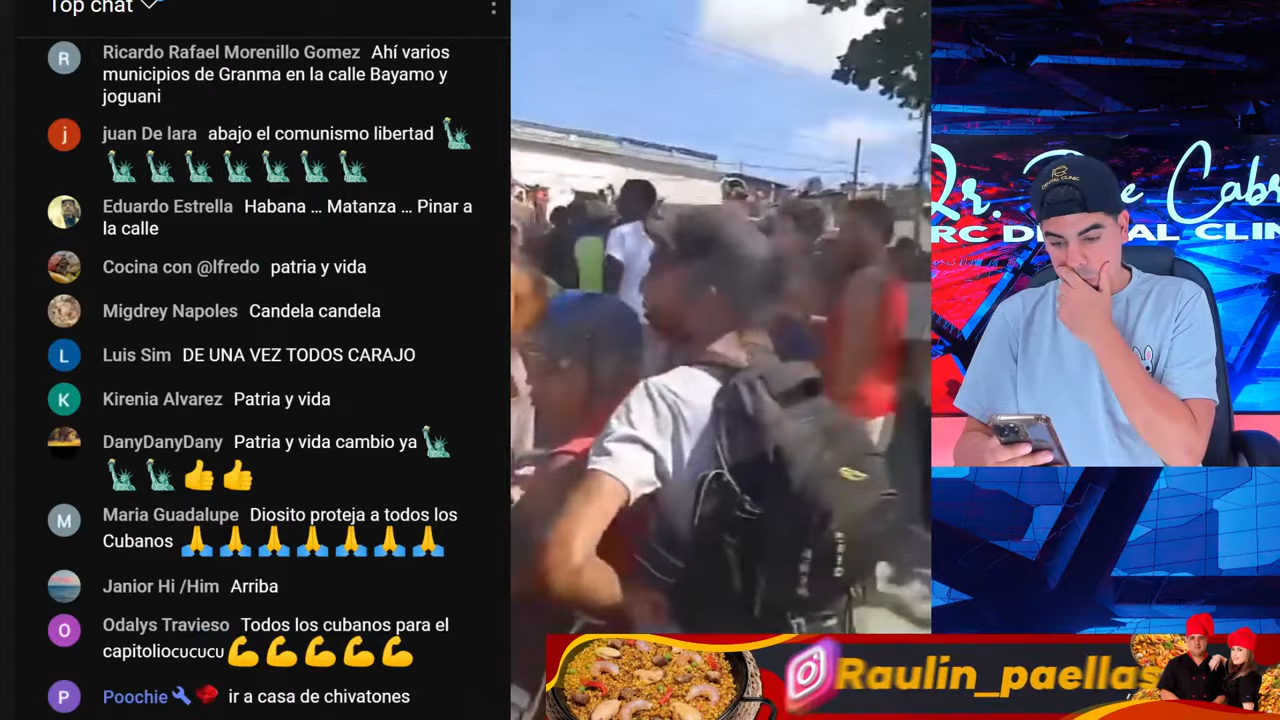 Top chat
R
Ricardo Rafael Morenillo Gomez Ahí varios
municipios de Granma en la calle Bayamo y
joguani
j
juan De lara abajo el comunismo libertad 🗽
🗽🗽🗽🗽🗽🗽🗽
Eduardo Estrella Habana ... Matanza ... Pinar a
la calle
Cocina con @lfredo patria y vida
Migdrey Napoles Candela candela
L
Luis Sim DE UNA VEZ TODOS CARAJO
K
Kirenia Alvarez Patria y vida
DanyDanyDany Patria y vida cambio ya 🗽
🗽🗽👍👍
M
Maria Guadalupe Diosito proteja a todos los
Cubanos 🙏🙏🙏🙏🙏🙏🙏
Janior Hi /Him Arriba
O
Odalys Travieso Todos los cubanos para el
capitoliocucucu💪💪💪💪💪
P
Poochie ir a casa de chivatones
DENTAL CLINIC
Raulin_paellas